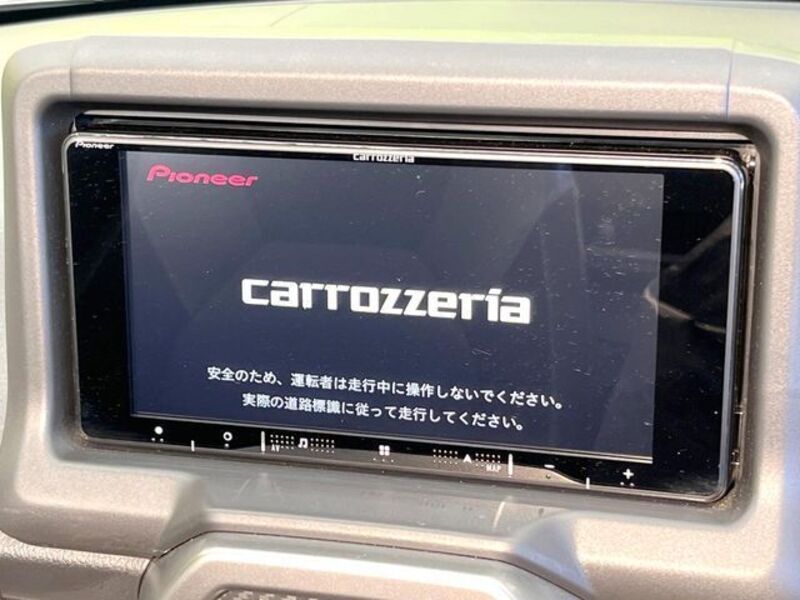 Pioneer
carrozzeria
Pioneer
carrozzeria
安全のため、運転者は走行中に操作しないでください。
実際の道路標識に従って走行してください。
AV
MAP
− +